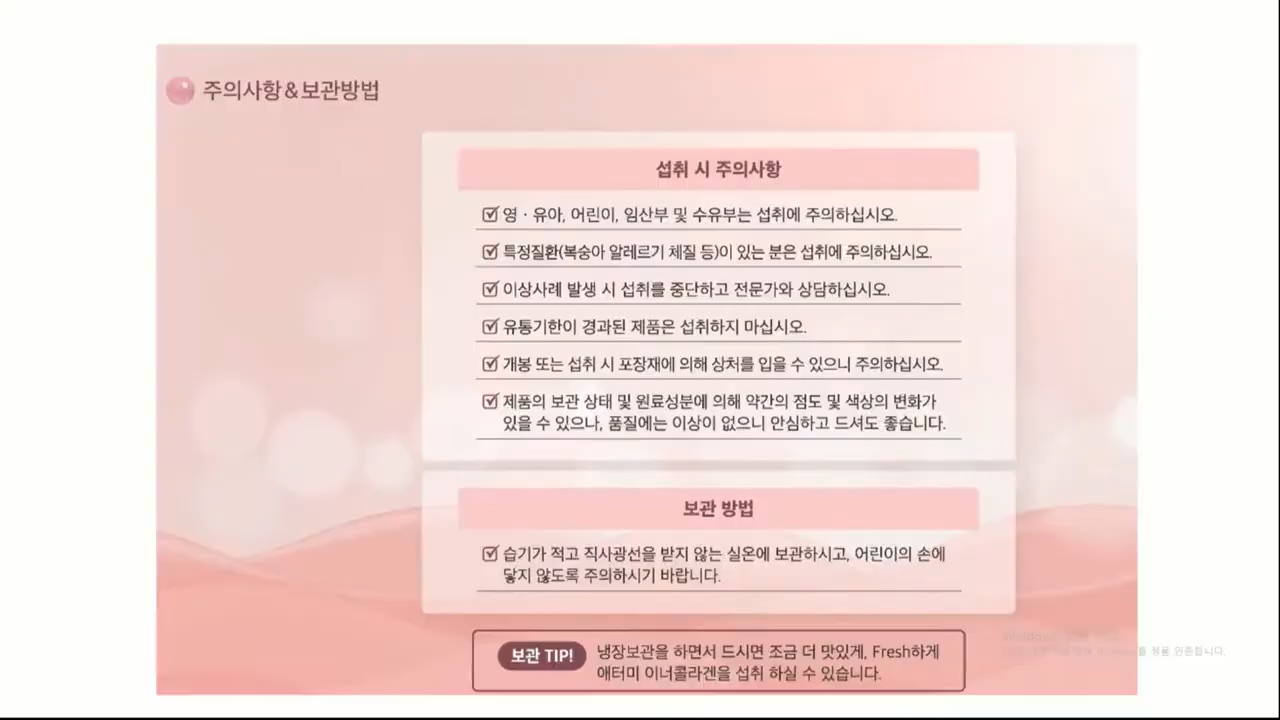 주의사항&보관방법
섭취 시 주의사항
영·유아, 어린이, 임산부 및 수유부는 섭취에 주의하십시오.
특정질환(복숭아 알레르기 체질 등)이 있는 분은 섭취에 주의하십시오.
이상사례 발생 시 섭취를 중단하고 전문가와 상담하십시오.
유통기한이 경과된 제품은 섭취하지 마십시오.
개봉 또는 섭취 시 포장재에 의해 상처를 입을 수 있으니 주의하십시오.
제품의 보관 상태 및 원료성분에 의해 약간의 점도 및 색상의 변화가
있을 수 있으나, 품질에는 이상이 없으니 안심하고 드셔도 좋습니다.
보관 방법
습기가 적고 직사광선을 받지 않는 실온에 보관하시고, 어린이의 손에
닿지 않도록 주의하시기 바랍니다.
보관 TIP! 냉장보관을 하면서 드시면 조금 더 맛있게, Fresh하게
애터미 이너콜라겐을 섭취 하실 수 있습니다.
정품 인증합니다.